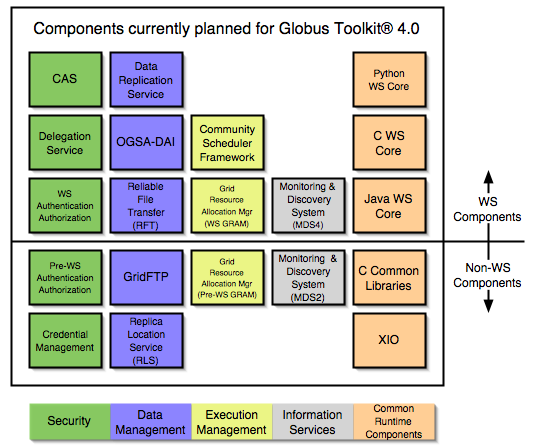 Components currently planned for Globus Toolkit® 4.0
CAS
Data
Replication
Service
Python
WS Core
Delegation
Service
OGSA-DAI
Community
Scheduler
Framework
C WS
Core
WS
Authentication
Authorization
Reliable
File
Transfer
(RFT)
Grid
Resource
Allocation Mgr
(WS GRAM)
Monitoring &
Discovery
System
(MDS4)
Java WS
Core
WS
Components
Pre-WS
Authentication
Authorization
GridFTP
Grid
Resource
Allocation Mgr
(Pre-WS GRAM)
Monitoring &
Discovery
System
(MDS2)
C Common
Libraries
Non-WS
Components
Credential
Management
Replica
Location
Service
(RLS)
XIO
Security
Data
Management
Execution
Management
Information
Services
Common
Runtime
Components